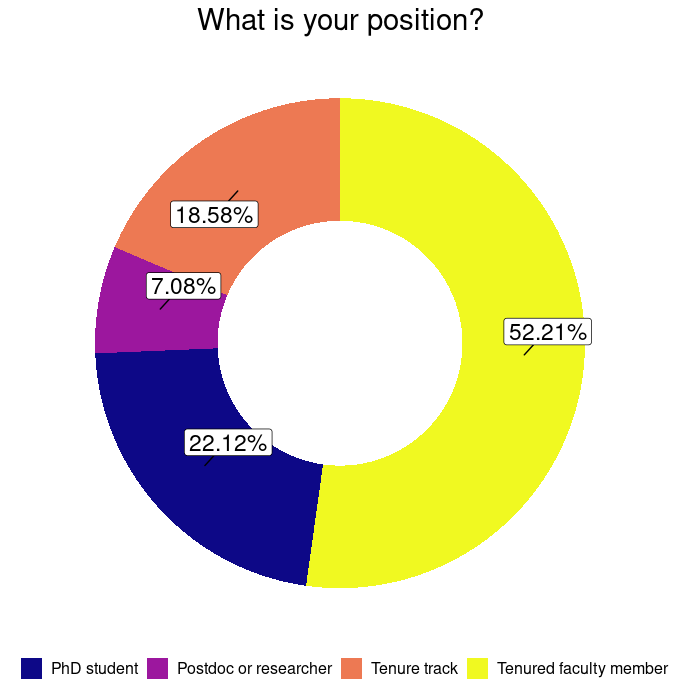 What is your position?
18.58%
7.08%
52.21%
22.12%
PhD student Postdoc or researcher Tenure track Tenured faculty member